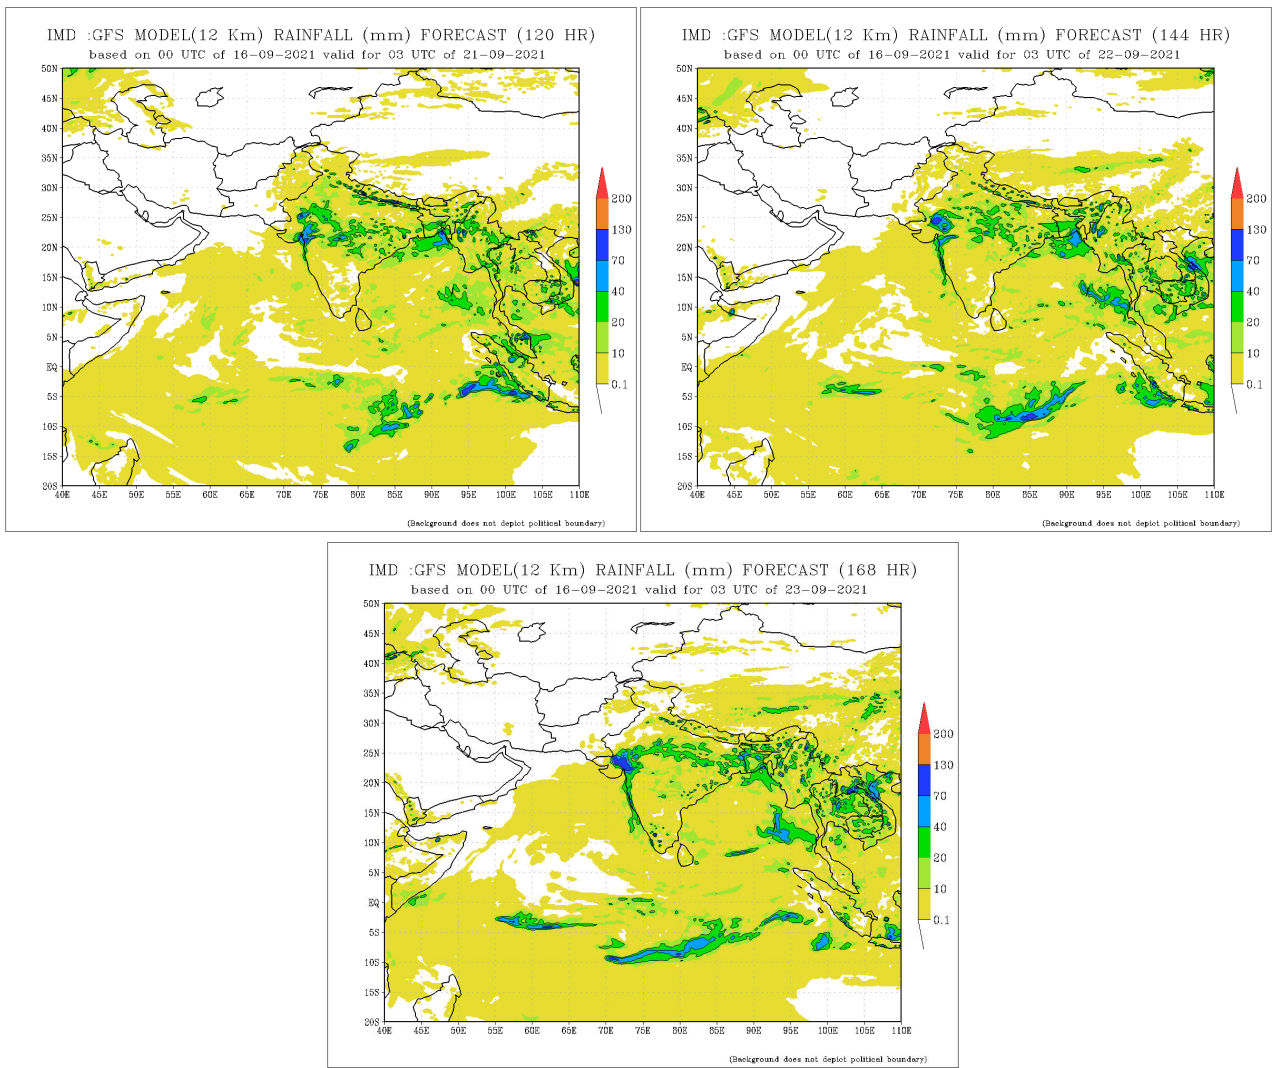 IMD :GFS MODEL(12 Km) RAINFALL (mm) FORECAST (120 HR)
based on 00 UTC of 16-09-2021 valid for 03 UTC of 21-09-2021
50N
45N
40N
35N
30N
25N
20N
15N
10N
5N
EQ
5S
10S
15S
20S
40E 45E 50E 55E 60E 65E 70E 75E 80E 85E 90E 95E 100E 105E 110E
200
130
70
40
20
10
0.1
(Background does not depict political boundary)
IMD :GFS MODEL(12 Km) RAINFALL (mm) FORECAST (144 HR)
based on 00 UTC of 16-09-2021 valid for 03 UTC of 22-09-2021
50N
45N
40N
35N
30N
25N
20N
15N
10N
5N
EQ
5S
10S
15S
20S
40E 45E 50E 55E 60E 65E 70E 75E 80E 85E 90E 95E 100E 105E 110E
200
130
70
40
20
10
0.1
(Background does not depict political boundary)
IMD :GFS MODEL(12 Km) RAINFALL (mm) FORECAST (168 HR)
based on 00 UTC of 16-09-2021 valid for 03 UTC of 23-09-2021
50N
45N
40N
35N
30N
25N
20N
15N
10N
5N
EQ
5S
10S
15S
20S
40E 45E 50E 55E 60E 65E 70E 75E 80E 85E 90E 95E 100E 105E 110E
200
130
70
40
20
10
0.1
(Background does not depict political boundary)